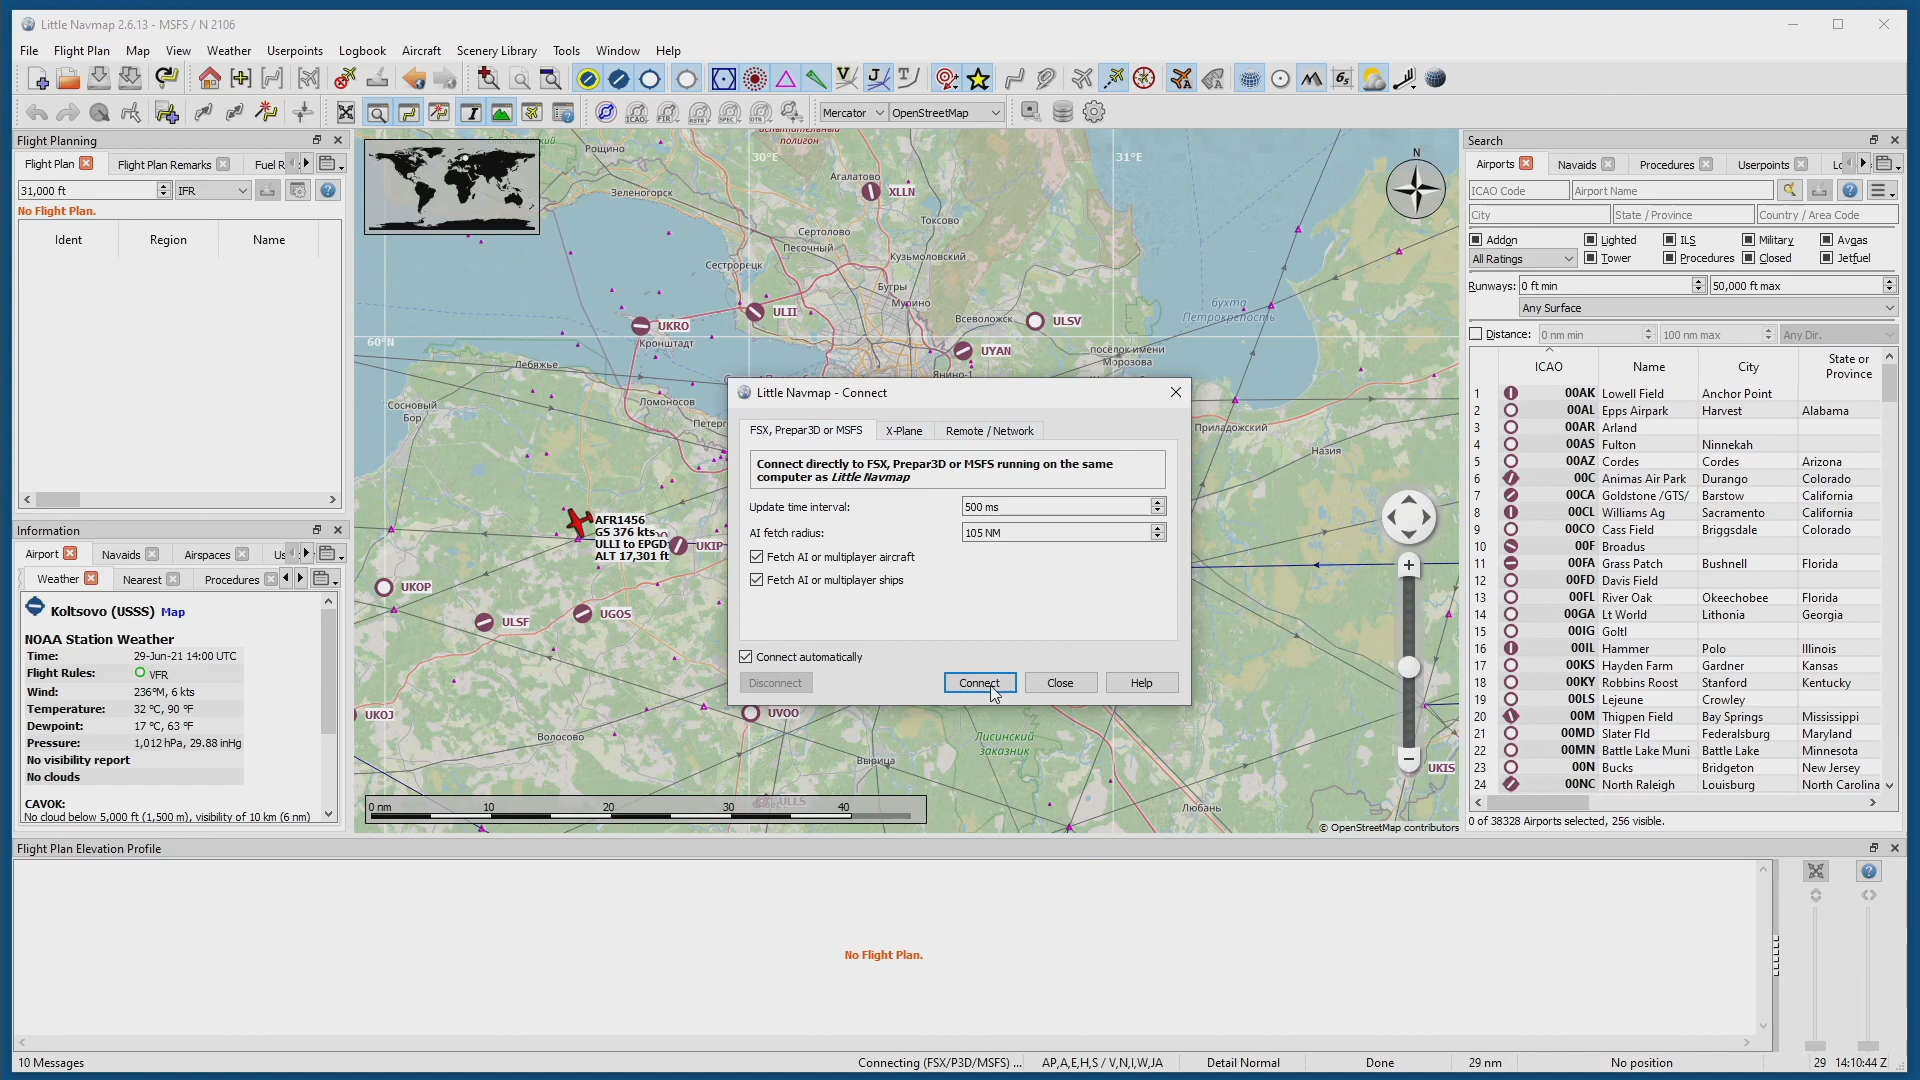 Little Navmap 2.6.13 - MSFS / N 2106
File Flight Plan Map View Weather Userpoints Logbook Aircraft Scenery Library Tools Window Help
Mercator OpenStreetMap
Flight Planning
Flight Plan Flight Plan Remarks Fuel R
31,000 ft IFR
No Flight Plan.
Ident Region Name
Information
Airport Navaids Airspaces Us
Weather Nearest Procedures
Koltsovo (USSS) Map
NOAA Station Weather
Time: 29-Jun-21 14:00 UTC
Flight Rules: VFR
Wind: 236°M, 6 kts
Temperature: 32 °C, 90 °F
Dewpoint: 17 °C, 63 °F
Pressure: 1,012 hPa, 29.88 inHg
No visibility report
No clouds
CAVOK:
No cloud below 5,000 ft (1,500 m), visibility of 10 km (6 nm)
полигон
Рощино
30°E
31°E
N
Агалатово
Зеленогорск
XLLN
Токсово
Сертолово
Песочный
Кузьмоловский
Сестрорецк
Бугры
Мурино
ULII
Всеволожск
ULSV
бухта
Петрокрепость
UKRO
Кронштадт
60°N
UYAN
посёлок имени
Морозова
Янино-1
Лебяжье
Сосновый
Бор
Ломоносов
Петерг
Приладожский
Назия
AFR1456
GS 376 kts
ULLI to EPGD
ALT 17,301 ft
UKIP
UKOP
ULSF
UGOS
UKOJ
UVOO
Волосово
Лисинский
заказник
Вырица
UKIS
ULLS
Любань
0 nm 10 20 30 40
© OpenStreetMap contributors
Little Navmap - Connect
FSX, Prepar3D or MSFS X-Plane Remote / Network
Connect directly to FSX, Prepar3D or MSFS running on the same
computer as Little Navmap
Update time interval: 500 ms
AI fetch radius: 105 NM
Fetch AI or multiplayer aircraft
Fetch AI or multiplayer ships
Connect automatically
Disconnect Connect Close Help
Search
Airports Navaids Procedures Userpoints Lo
ICAO Code Airport Name
City State / Province Country / Area Code
Addon Lighted ILS Military Avgas
All Ratings Tower Procedures Closed Jetfuel
Runways: 0 ft min 50,000 ft max
Any Surface
Distance: 0 nm min 100 nm max Any Dir.
ICAO Name City State or Province
1 00AK Lowell Field Anchor Point
2 00AL Epps Airpark Harvest Alabama
3 00AR Arland
4 00AS Fulton Ninnekah
5 00AZ Cordes Cordes Arizona
6 00C Animas Air Park Durango Colorado
7 00CA Goldstone /GTS/ Barstow California
8 00CL Williams Ag Sacramento California
9 00CO Cass Field Briggsdale Colorado
10 00F Broadus
11 00FA Grass Patch Bushnell Florida
12 00FD Davis Field
13 00FL River Oak Okeechobee Florida
14 00GA Lt World Lithonia Georgia
15 00IG Goltl
16 00IL Hammer Polo Illinois
17 00KS Hayden Farm Gardner Kansas
18 00KY Robbins Roost Stanford Kentucky
19 00LS Lejeune Crowley
20 00M Thigpen Field Bay Springs Mississippi
21 00MD Slater Fld Federalsburg Maryland
22 00MN Battle Lake Muni Battle Lake Minnesota
23 00N Bucks Bridgeton New Jersey
24 00NC North Raleigh Louisburg North Carolina
0 of 38328 Airports selected, 256 visible.
Flight Plan Elevation Profile
No Flight Plan.
10 Messages Connecting (FSX/P3D/MSFS) ... AP,A,E,H,S / V,N,I,W,JA Detail Normal Done 29 nm No position 29 14:10:44 Z